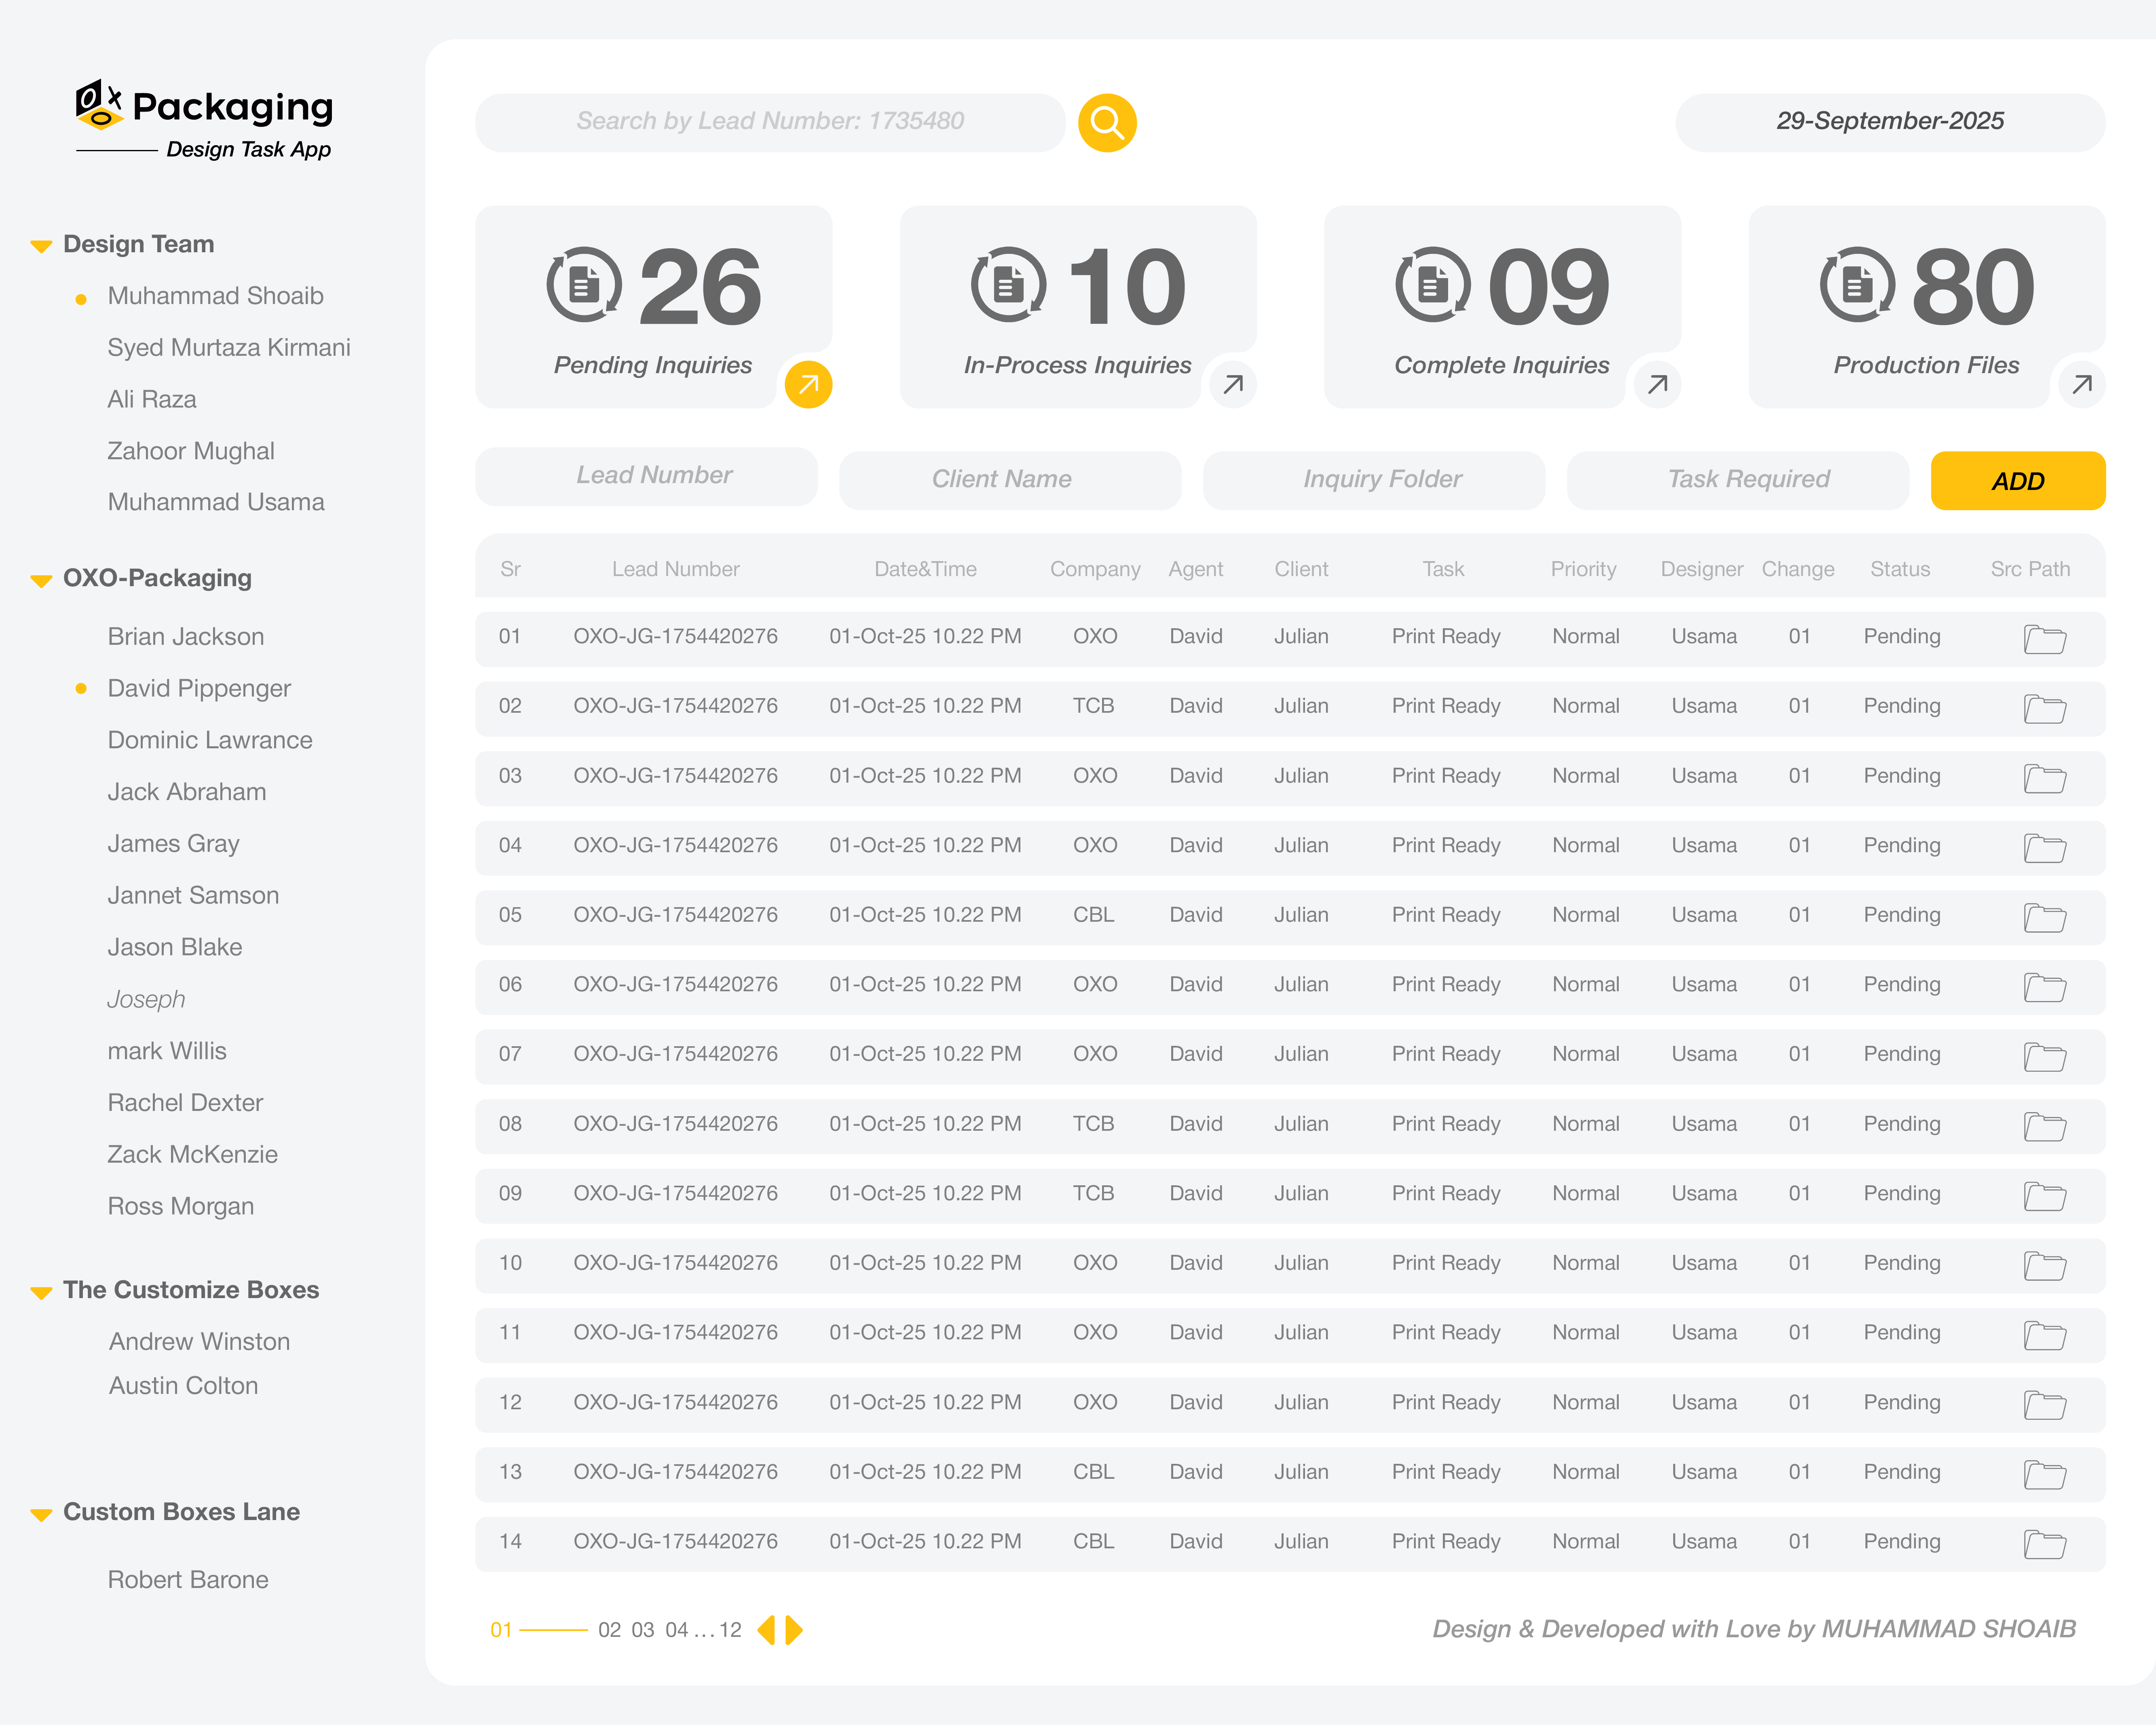 OXO Packaging
Design Task App
Design Team
Muhammad Shoaib
Syed Murtaza Kirmani
Ali Raza
Zahoor Mughal
Muhammad Usama
OXO-Packaging
Brian Jackson
David Pippenger
Dominic Lawrance
Jack Abraham
James Gray
Jannet Samson
Jason Blake
Joseph
mark Willis
Rachel Dexter
Zack McKenzie
Ross Morgan
The Customize Boxes
Andrew Winston
Austin Colton
Custom Boxes Lane
Robert Barone
Search by Lead Number: 1735480
29-September-2025
26
Pending Inquiries
10
In-Process Inquiries
09
Complete Inquiries
80
Production Files
Lead Number Client Name Inquiry Folder Task Required ADD
Sr Lead Number Date&Time Company Agent Client Task Priority Designer Change Status Src Path
01 OXO-JG-1754420276 01-Oct-25 10.22 PM OXO David Julian Print Ready Normal Usama 01 Pending
02 OXO-JG-1754420276 01-Oct-25 10.22 PM TCB David Julian Print Ready Normal Usama 01 Pending
03 OXO-JG-1754420276 01-Oct-25 10.22 PM OXO David Julian Print Ready Normal Usama 01 Pending
04 OXO-JG-1754420276 01-Oct-25 10.22 PM OXO David Julian Print Ready Normal Usama 01 Pending
05 OXO-JG-1754420276 01-Oct-25 10.22 PM CBL David Julian Print Ready Normal Usama 01 Pending
06 OXO-JG-1754420276 01-Oct-25 10.22 PM OXO David Julian Print Ready Normal Usama 01 Pending
07 OXO-JG-1754420276 01-Oct-25 10.22 PM OXO David Julian Print Ready Normal Usama 01 Pending
08 OXO-JG-1754420276 01-Oct-25 10.22 PM TCB David Julian Print Ready Normal Usama 01 Pending
09 OXO-JG-1754420276 01-Oct-25 10.22 PM TCB David Julian Print Ready Normal Usama 01 Pending
10 OXO-JG-1754420276 01-Oct-25 10.22 PM OXO David Julian Print Ready Normal Usama 01 Pending
11 OXO-JG-1754420276 01-Oct-25 10.22 PM OXO David Julian Print Ready Normal Usama 01 Pending
12 OXO-JG-1754420276 01-Oct-25 10.22 PM OXO David Julian Print Ready Normal Usama 01 Pending
13 OXO-JG-1754420276 01-Oct-25 10.22 PM CBL David Julian Print Ready Normal Usama 01 Pending
14 OXO-JG-1754420276 01-Oct-25 10.22 PM CBL David Julian Print Ready Normal Usama 01 Pending
01 02 03 04 ... 12
Design & Developed with Love by MUHAMMAD SHOAIB